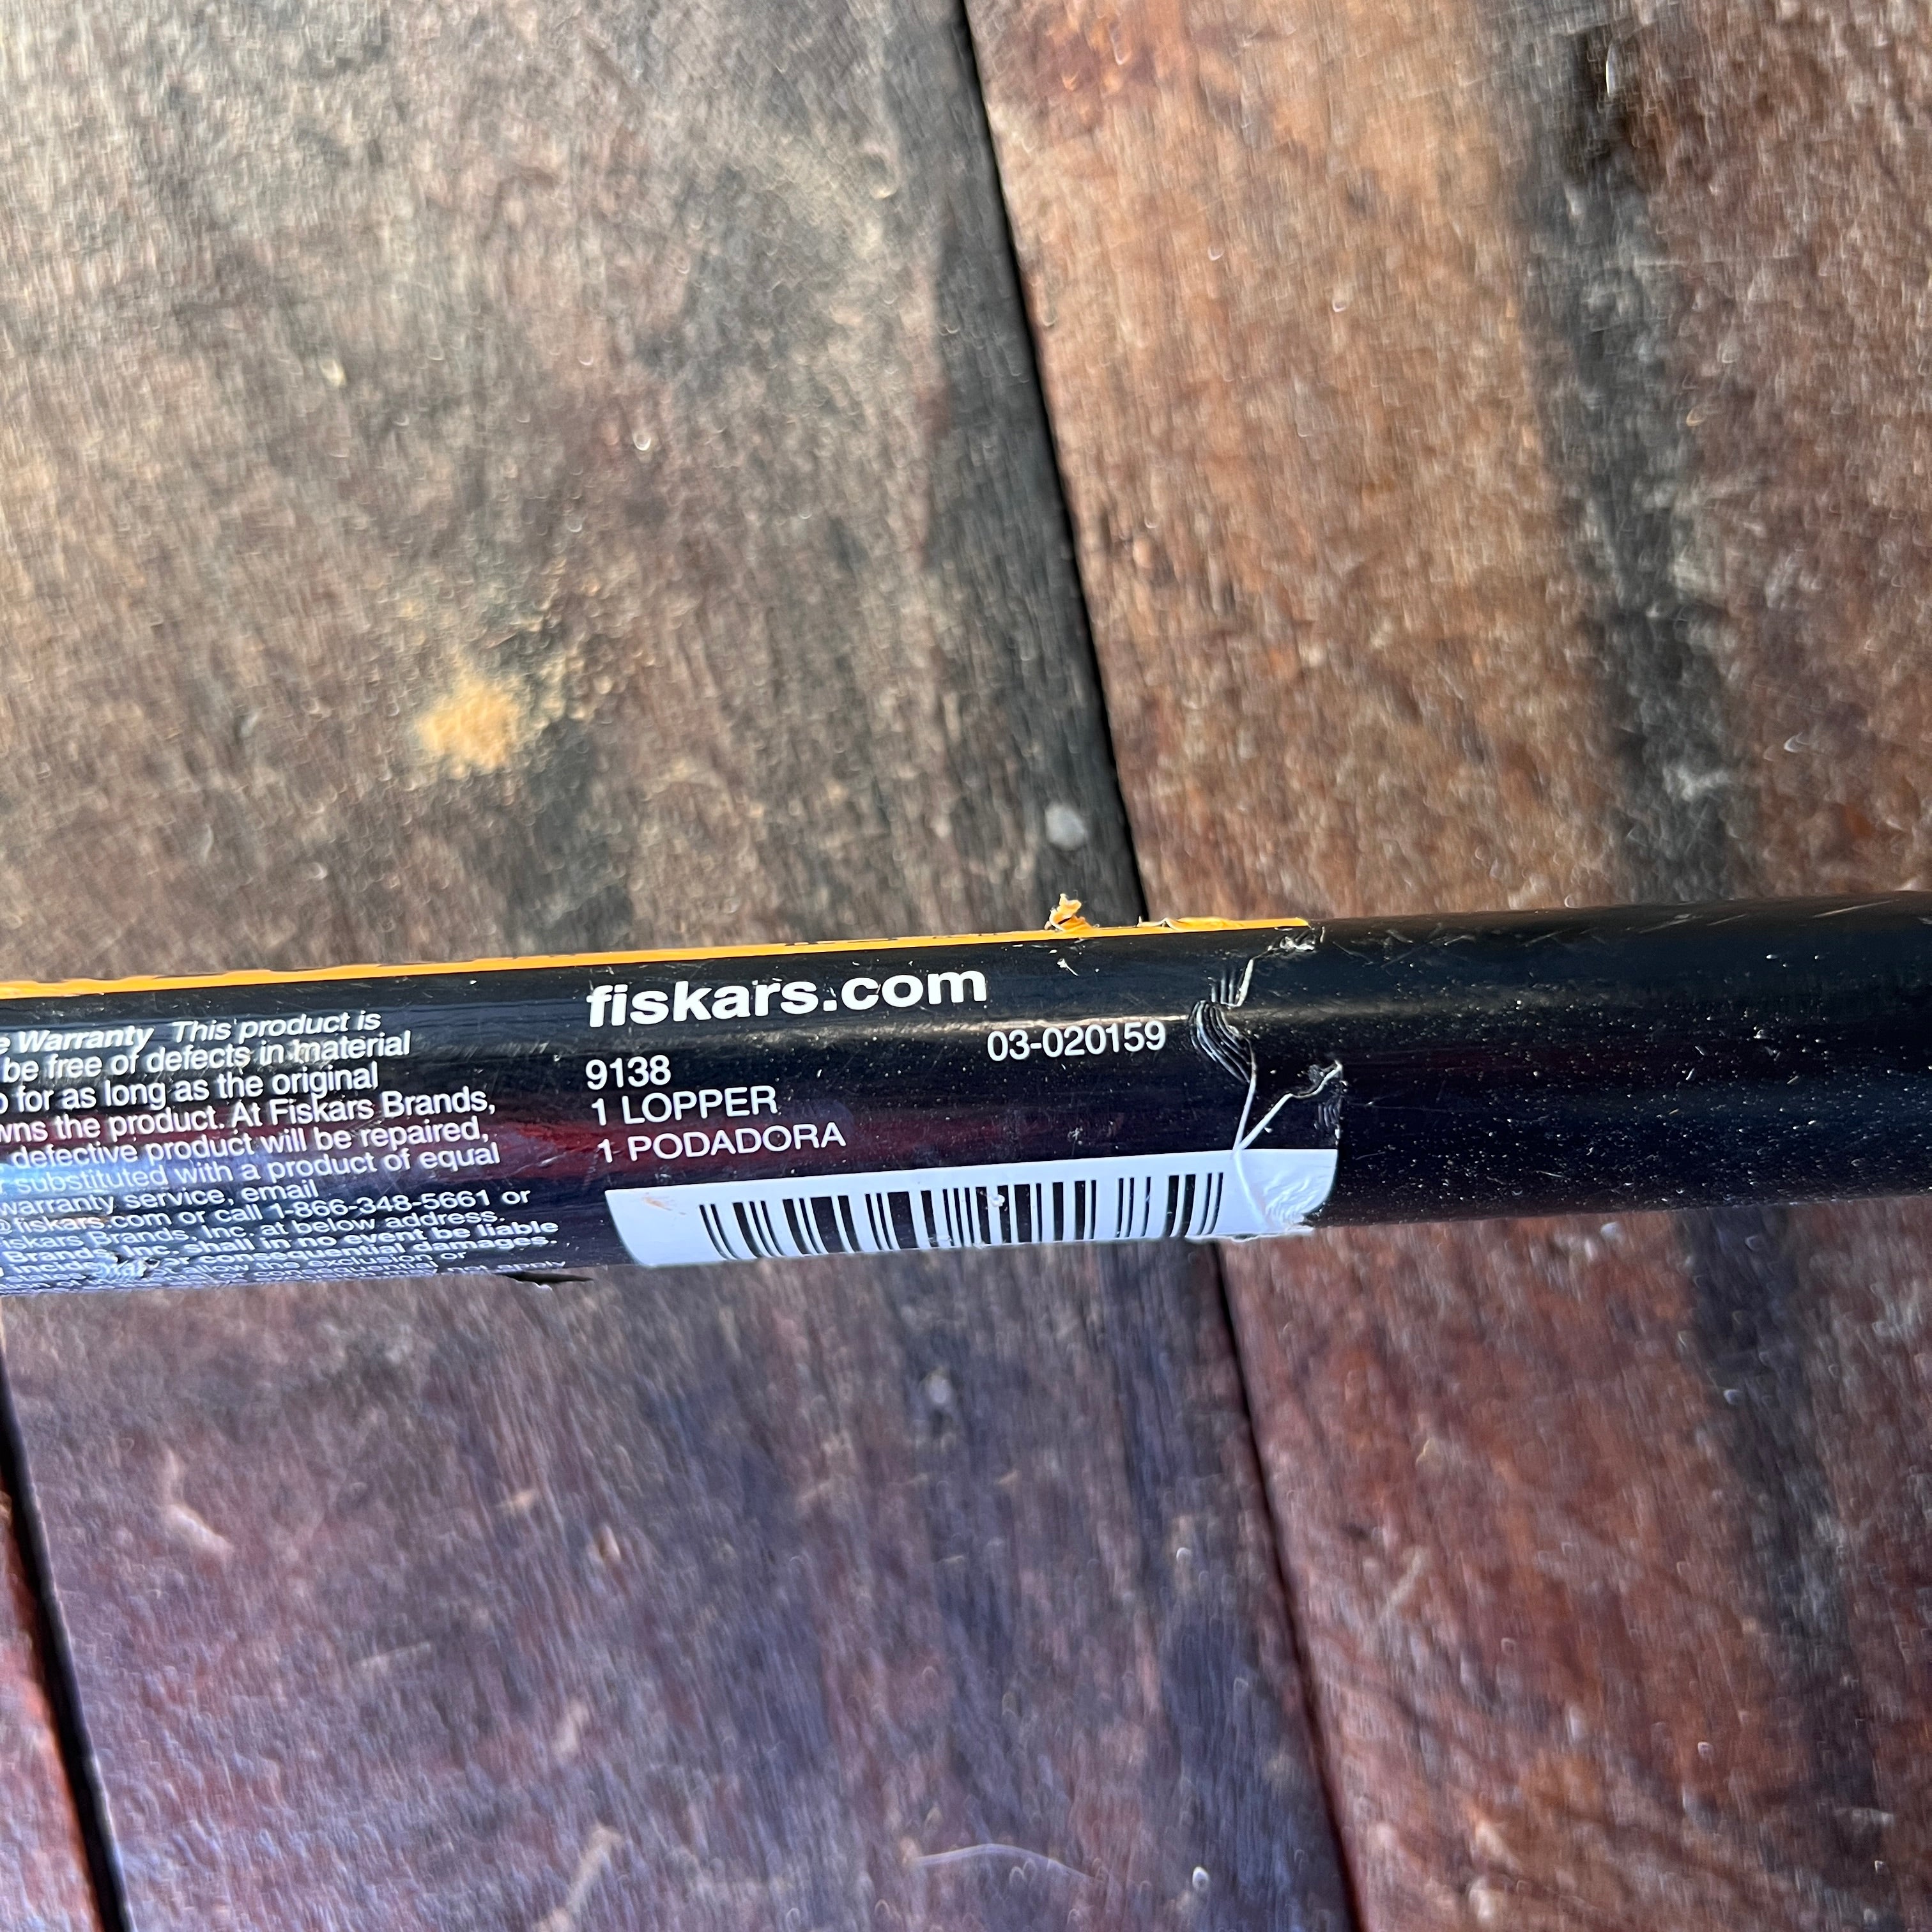 Warranty This product is
be free of defects in material
for as long as the original
the product. At Fiskars Brands,
defective product will be repaired,
substituted with a product of equal
warranty service, email
@fiskars.com or call 1-866-348-5661 or
Fiskars Brands, Inc. at below address.
Brands, Inc. shall in no event be liable
or consequential damages.
fiskars.com
03-020159
9138
1 LOPPER
1 PODADORA